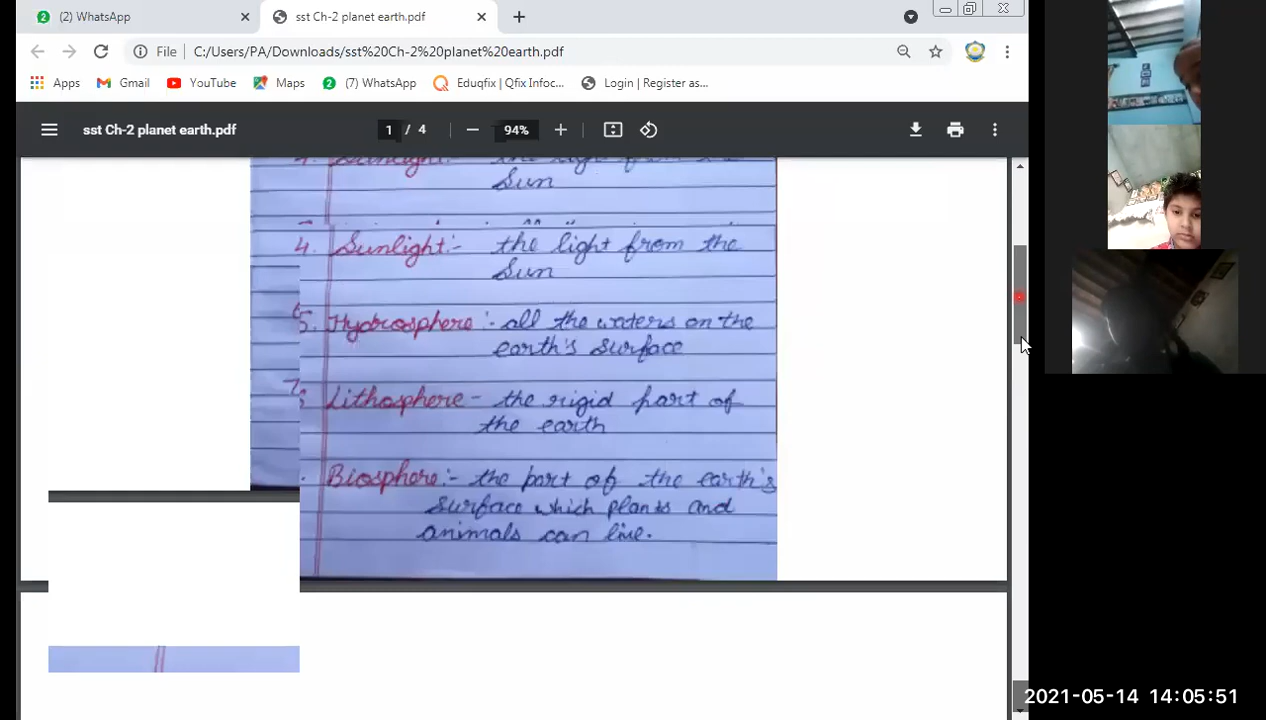 (2) WhatsApp
sst Ch-2 planet earth.pdf
File
C:/Users/PA/Downloads/sst%20Ch-2%20planet%20earth.pdf
Apps
Gmail
YouTube
Maps
(7) WhatsApp
Eduqfix | Qfix Infoc...
Login | Register as...
sst Ch-2 planet earth.pdf
1 / 4
94%
Sun
4. Sunlight:- the light from the
Sun
5. Hydrosphere :- all the waters on the
earth's surface
Lithosphere - the rigid part of
the earth
Biosphere:- the part of the earth's
surface which plants and
animals can live.
2021-05-14 14:05:51